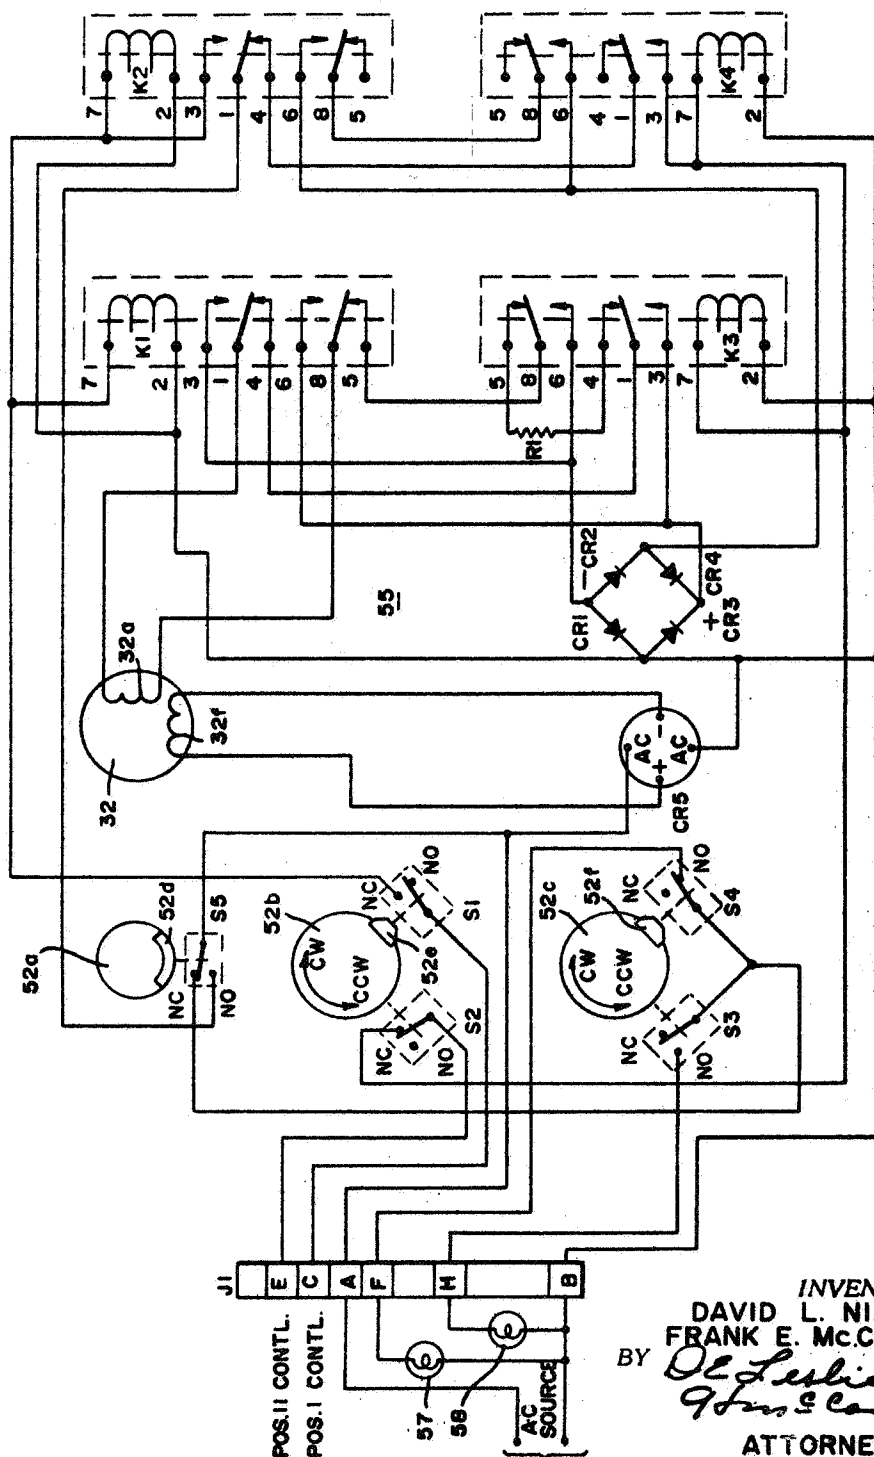 K2
7
2
3
1
4
6
8
5
K4
5
8
6
4
1
3
7
2
K1
7
2
3
1
4
6
8
5
K3
5
8
6
4
1
3
7
2
R1
32a
32f
32
55
CR1
-CR2
CR4
+
CR3
AC
-
+
AC
CR5
52a
52d
S5
NC
NO
52b
CW
CCW
52e
NC
NO
S1
NC
NO
S2
52c
CW
CCW
52f
NC
NO
S4
NC
NO
S3
J1
E
C
A
F
H
B
POS. II CONTL.
POS. I CONTL.
57
58
AC
SOURCE
INVEN
DAVID L. NI
FRANK E. Mc.C
BY
ATTORNE